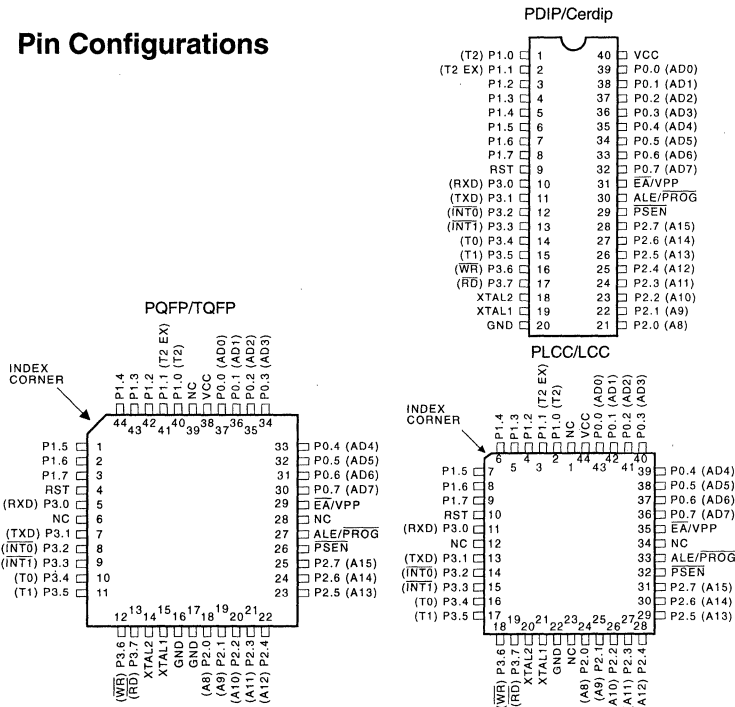 Pin Configurations
PDIP/Cerdip
(T2) P1.0 1 40 VCC
(T2 EX) P1.1 2 39 P0.0 (AD0)
P1.2 3 38 P0.1 (AD1)
P1.3 4 37 P0.2 (AD2)
P1.4 5 36 P0.3 (AD3)
P1.5 6 35 P0.4 (AD4)
P1.6 7 34 P0.5 (AD5)
P1.7 8 33 P0.6 (AD6)
RST 9 32 P0.7 (AD7)
(RXD) P3.0 10 31 E̅A̅/VPP
(TXD) P3.1 11 30 ALE/P̅R̅O̅G̅
(I̅N̅T̅0̅) P3.2 12 29 P̅S̅E̅N̅
(I̅N̅T̅1̅) P3.3 13 28 P2.7 (A15)
(T0) P3.4 14 27 P2.6 (A14)
(T1) P3.5 15 26 P2.5 (A13)
(W̅R̅) P3.6 16 25 P2.4 (A12)
(R̅D̅) P3.7 17 24 P2.3 (A11)
XTAL2 18 23 P2.2 (A10)
XTAL1 19 22 P2.1 (A9)
GND 20 21 P2.0 (A8)
PQFP/TQFP
INDEX
CORNER
P1.4
P1.3
P1.2
P1.1 (T2 EX)
P1.0 (T2)
NC
VCC
P0.0 (AD0)
P0.1 (AD1)
P0.2 (AD2)
P0.3 (AD3)
44 43 42 41 40 39 38 37 36 35 34
P1.5 1 33 P0.4 (AD4)
P1.6 2 32 P0.5 (AD5)
P1.7 3 31 P0.6 (AD6)
RST 4 30 P0.7 (AD7)
(RXD) P3.0 5 29 E̅A̅/VPP
NC 6 28 NC
(TXD) P3.1 7 27 ALE/P̅R̅O̅G̅
(I̅N̅T̅0̅) P3.2 8 26 P̅S̅E̅N̅
(I̅N̅T̅1̅) P3.3 9 25 P2.7 (A15)
(T0) P3.4 10 24 P2.6 (A14)
(T1) P3.5 11 23 P2.5 (A13)
12 13 14 15 16 17 18 19 20 21 22
(W̅R̅) P3.6
(R̅D̅) P3.7
XTAL2
XTAL1
GND
GND
(A8) P2.0
(A9) P2.1
(A10) P2.2
(A11) P2.3
(A12) P2.4
PLCC/LCC
INDEX
CORNER
P1.4
P1.3
P1.2
P1.1 (T2 EX)
P1.0 (T2)
NC
VCC
P0.0 (AD0)
P0.1 (AD1)
P0.2 (AD2)
P0.3 (AD3)
6 5 4 3 2 1 44 43 42 41 40
P1.5 7 39 P0.4 (AD4)
P1.6 8 38 P0.5 (AD5)
P1.7 9 37 P0.6 (AD6)
RST 10 36 P0.7 (AD7)
(RXD) P3.0 11 35 E̅A̅/VPP
NC 12 34 NC
(TXD) P3.1 13 33 ALE/P̅R̅O̅G̅
(I̅N̅T̅0̅) P3.2 14 32 P̅S̅E̅N̅
(I̅N̅T̅1̅) P3.3 15 31 P2.7 (A15)
(T0) P3.4 16 30 P2.6 (A14)
(T1) P3.5 17 29 P2.5 (A13)
18 19 20 21 22 23 24 25 26 27 28
(W̅R̅) P3.6
(R̅D̅) P3.7
XTAL2
XTAL1
GND
NC
(A8) P2.0
(A9) P2.1
A10) P2.2
A11) P2.3
A12) P2.4